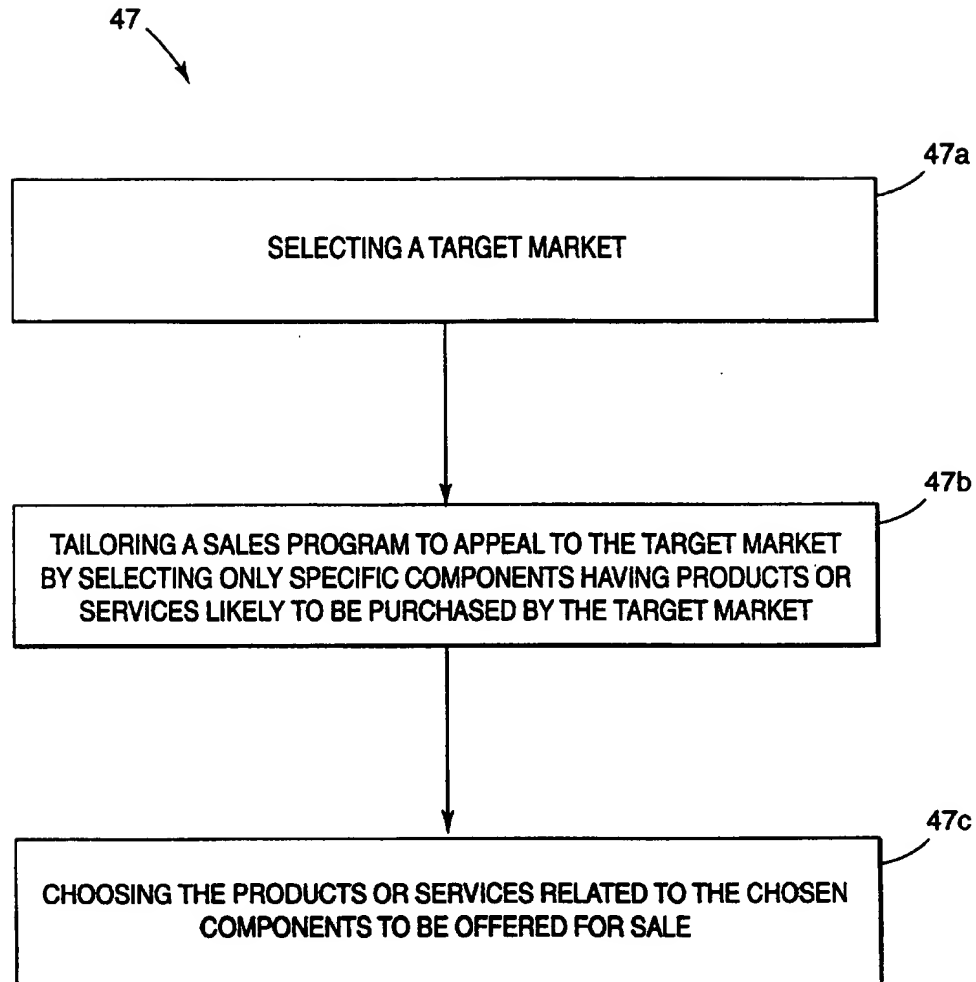 47
47a
SELECTING A TARGET MARKET
47b
TAILORING A SALES PROGRAM TO APPEAL TO THE TARGET MARKET
BY SELECTING ONLY SPECIFIC COMPONENTS HAVING PRODUCTS OR
SERVICES LIKELY TO BE PURCHASED BY THE TARGET MARKET
47c
CHOOSING THE PRODUCTS OR SERVICES RELATED TO THE CHOSEN
COMPONENTS TO BE OFFERED FOR SALE